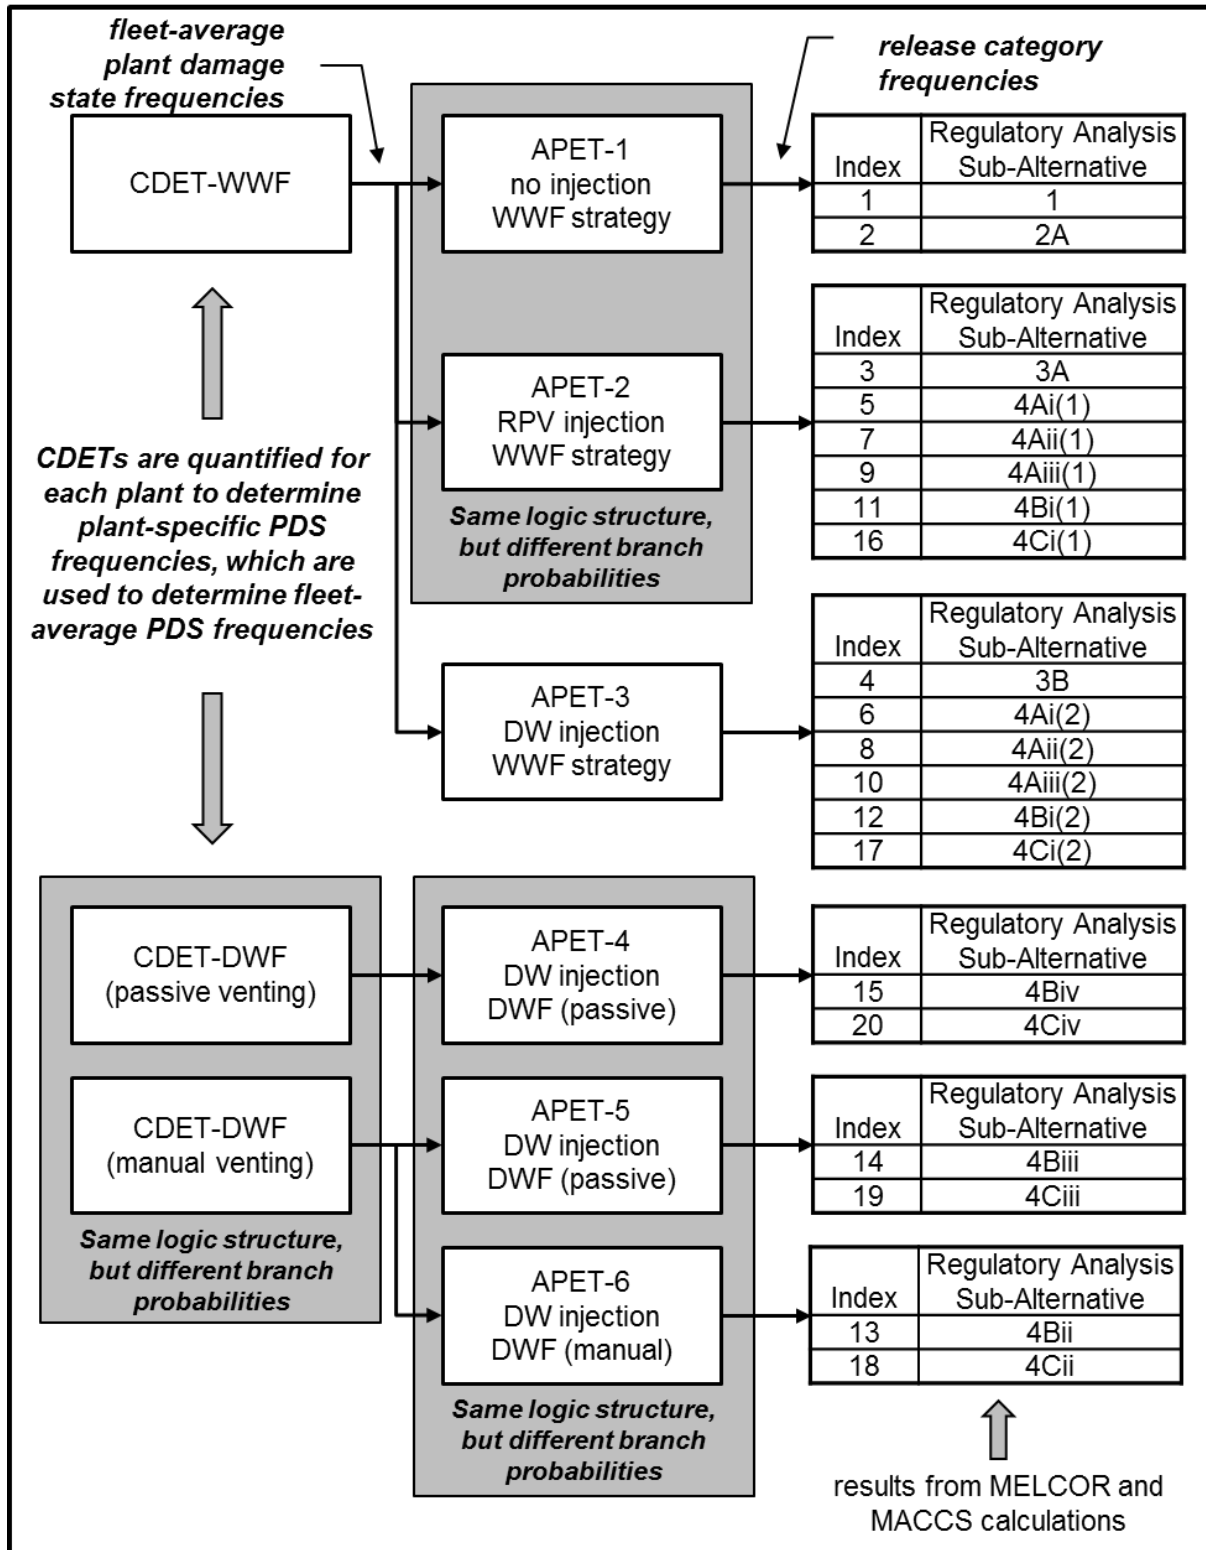 fleet-average
plant damage
state frequencies
release category
frequencies
CDET-WWF
APET-1
no injection
WWF strategy
Index Regulatory Analysis
Sub-Alternative
1 1
2 2A
APET-2
RPV injection
WWF strategy
Same logic structure,
but different branch
probabilities
Index Regulatory Analysis
Sub-Alternative
3 3A
5 4Ai(1)
7 4Aii(1)
9 4Aiii(1)
11 4Bi(1)
16 4Ci(1)
CDETs are quantified for
each plant to determine
plant-specific PDS
frequencies, which are
used to determine fleet-
average PDS frequencies
APET-3
DW injection
WWF strategy
Index Regulatory Analysis
Sub-Alternative
4 3B
6 4Ai(2)
8 4Aii(2)
10 4Aiii(2)
12 4Bi(2)
17 4Ci(2)
CDET-DWF
(passive venting)
APET-4
DW injection
DWF (passive)
Index Regulatory Analysis
Sub-Alternative
15 4Biv
20 4Civ
CDET-DWF
(manual venting)
Same logic structure,
but different branch
probabilities
APET-5
DW injection
DWF (passive)
Index Regulatory Analysis
Sub-Alternative
14 4Biii
19 4Ciii
APET-6
DW injection
DWF (manual)
Same logic structure,
but different branch
probabilities
Index Regulatory Analysis
Sub-Alternative
13 4Bii
18 4Cii
results from MELCOR and
MACCS calculations